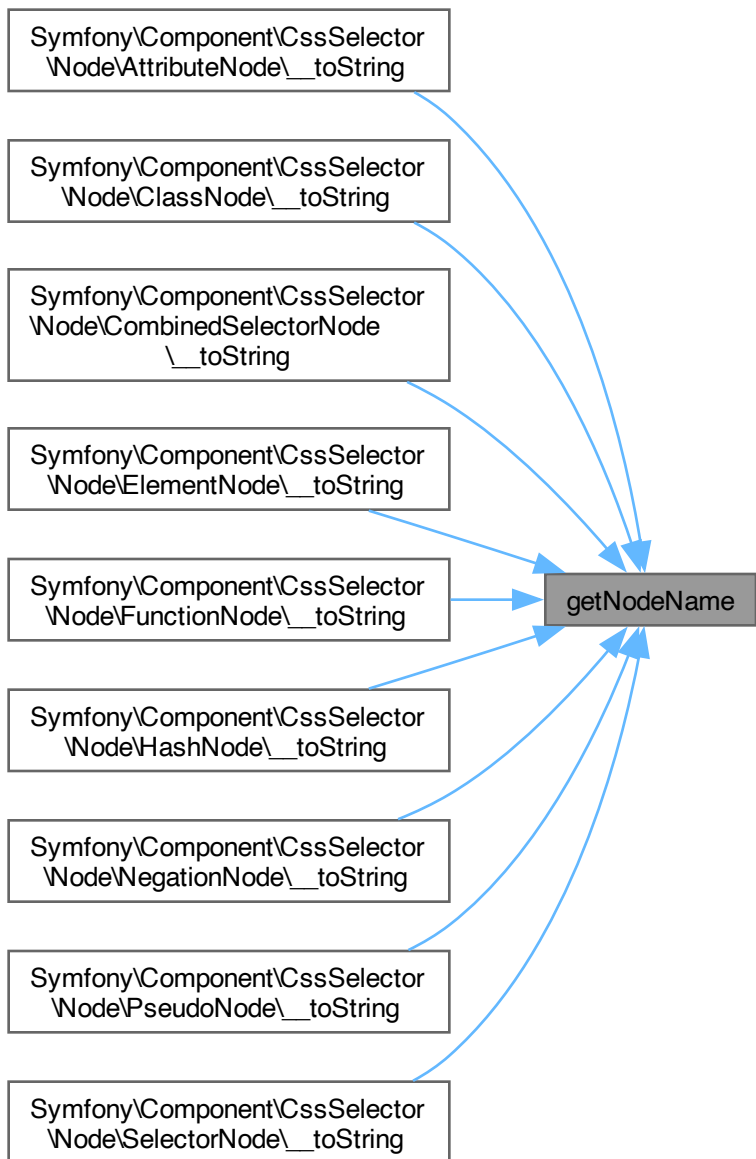 Symfony\Component\CssSelector
\Node\AttributeNode\__toString
Symfony\Component\CssSelector
\Node\ClassNode\__toString
Symfony\Component\CssSelector
\Node\CombinedSelectorNode
\__toString
Symfony\Component\CssSelector
\Node\ElementNode\__toString
Symfony\Component\CssSelector
\Node\FunctionNode\__toString
getNodeName
Symfony\Component\CssSelector
\Node\HashNode\__toString
Symfony\Component\CssSelector
\Node\NegationNode\__toString
Symfony\Component\CssSelector
\Node\PseudoNode\__toString
Symfony\Component\CssSelector
\Node\SelectorNode\__toString